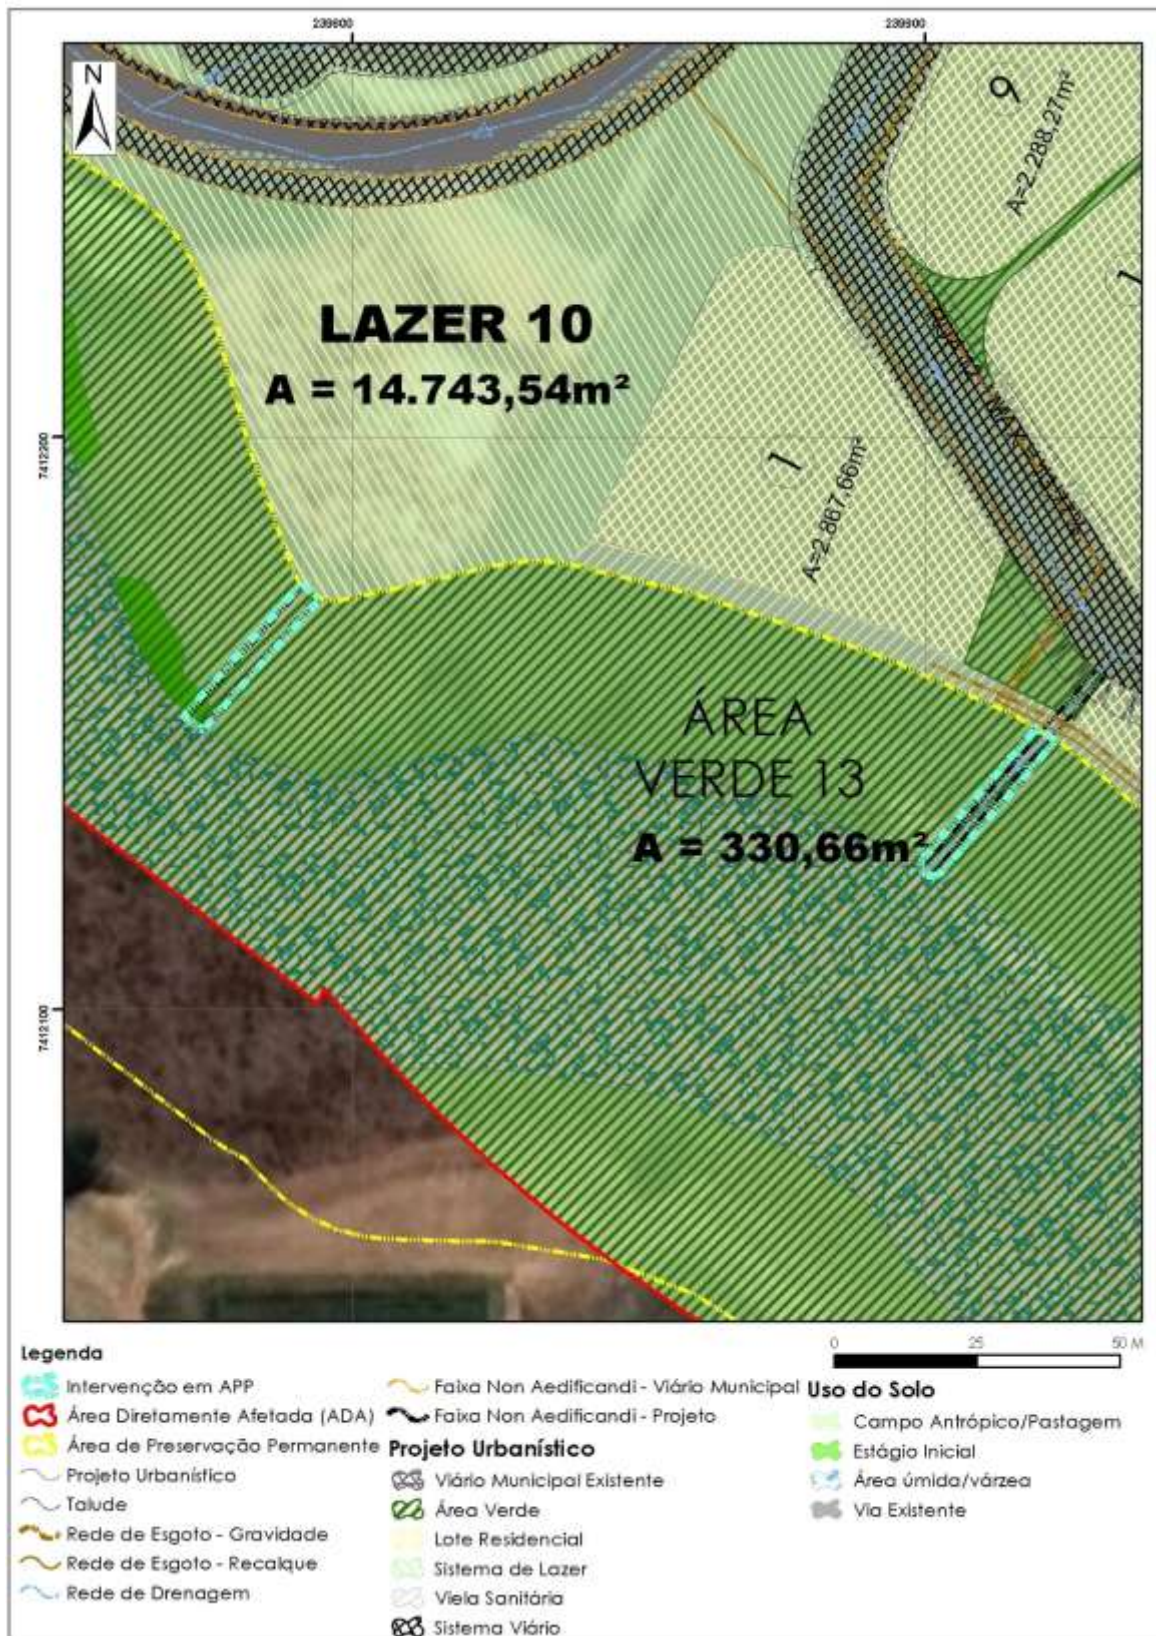 239800
239900
N
9
A=2.288,27m²
LAZER 10
A = 14.743,54m²
1
7412200
1
A=2.867,66m²
ÁREA
VERDE 13
A = 330,66m²
7412100
0 25 50 M
Legenda
Intervenção em APP
Área Diretamente Afetada (ADA)
Área de Preservação Permanente
Projeto Urbanístico
Talude
Rede de Esgoto - Gravidade
Rede de Esgoto - Recalque
Rede de Drenagem
Faixa Non Aedificandi - Viário Municipal
Faixa Non Aedificandi - Projeto
Projeto Urbanístico
Viário Municipal Existente
Área Verde
Lote Residencial
Sistema de Lazer
Viela Sanitária
Sistema Viário
Uso do Solo
Campo Antrópico/Pastagem
Estágio Inicial
Área úmida/várzea
Via Existente